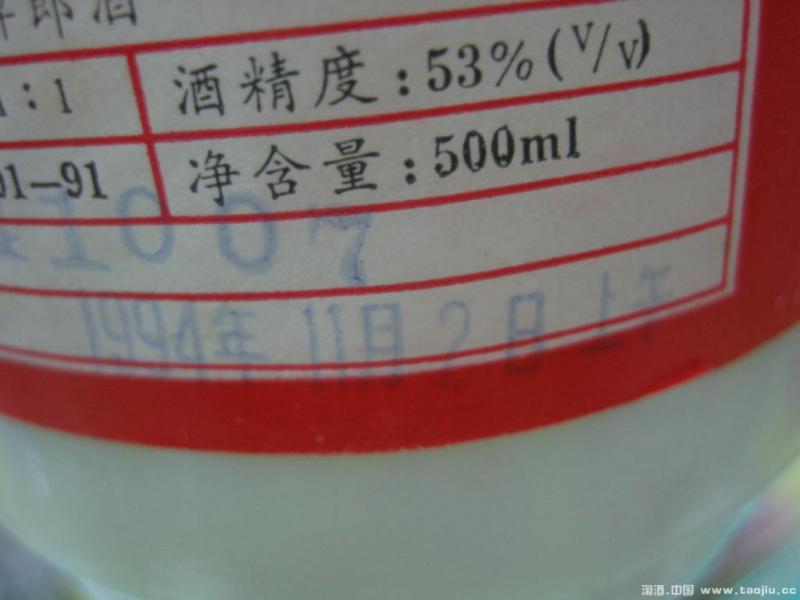 牌郎酒
:1 酒精度:53%(V/V)
01-91 净含量:500ml
1007
1994年11月2日上午
淘酒.中国 www.taojiu.cc